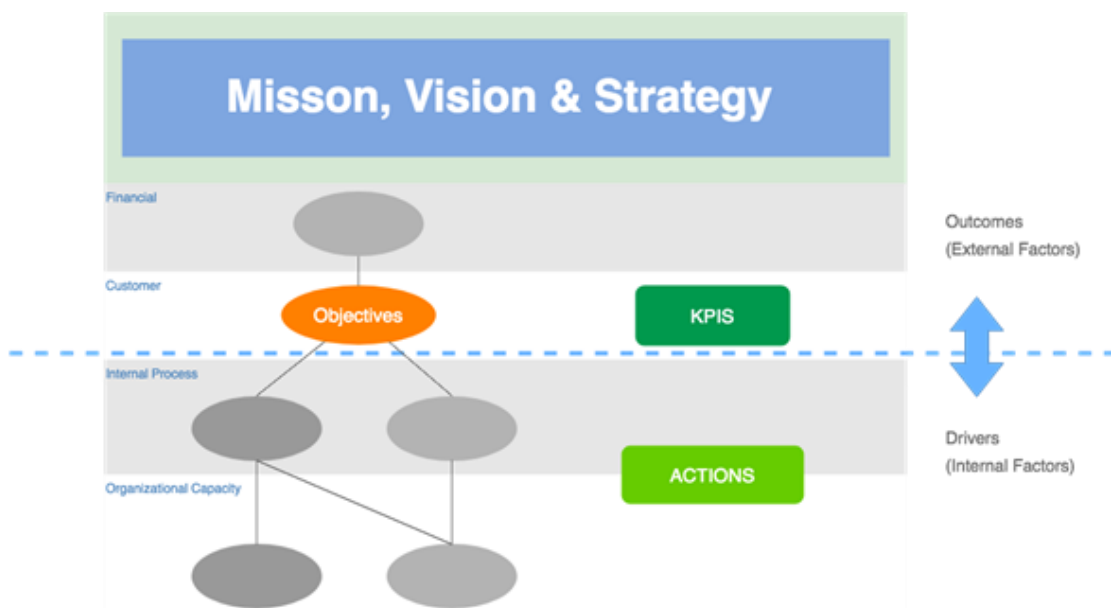 Misson, Vision & Strategy
Financial
Outcomes
(External Factors)
Customer
Objectives
KPIS
Internal Process
Drivers
(Internal Factors)
ACTIONS
Organizational Capacity